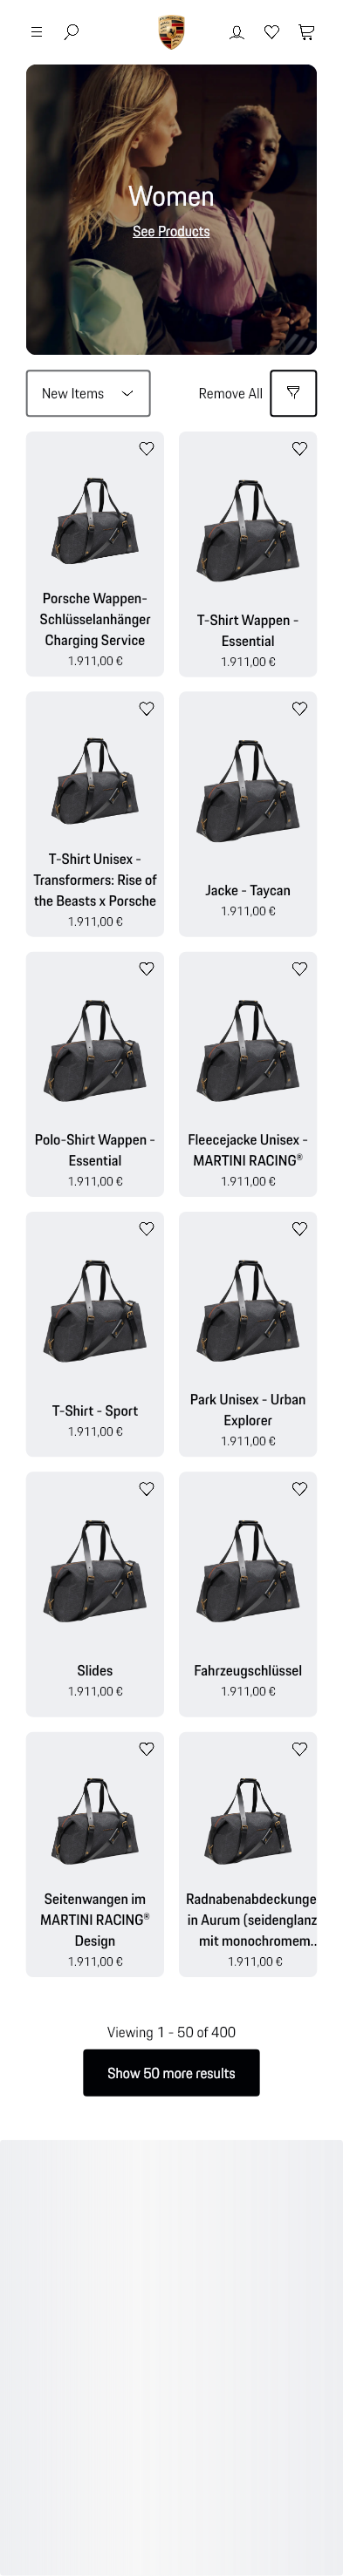 Women
See Products
New Items
Remove All
Porsche Wappen-
Schlüsselanhänger
Charging Service
1.911,00 €
T-Shirt Wappen -
Essential
1.911,00 €
T-Shirt Unisex -
Transformers: Rise of
the Beasts x Porsche
1.911,00 €
Jacke - Taycan
1.911,00 €
Polo-Shirt Wappen -
Essential
1.911,00 €
Fleecejacke Unisex -
MARTINI RACING®
1.911,00 €
T-Shirt - Sport
1.911,00 €
Park Unisex - Urban
Explorer
1.911,00 €
Slides
1.911,00 €
Fahrzeugschlüssel
1.911,00 €
Seitenwangen im
MARTINI RACING®
Design
1.911,00 €
Radnabenabdeckunge
in Aurum (seidenglanz
mit monochromem..
1.911,00 €
Viewing 1 - 50 of 400
Show 50 more results